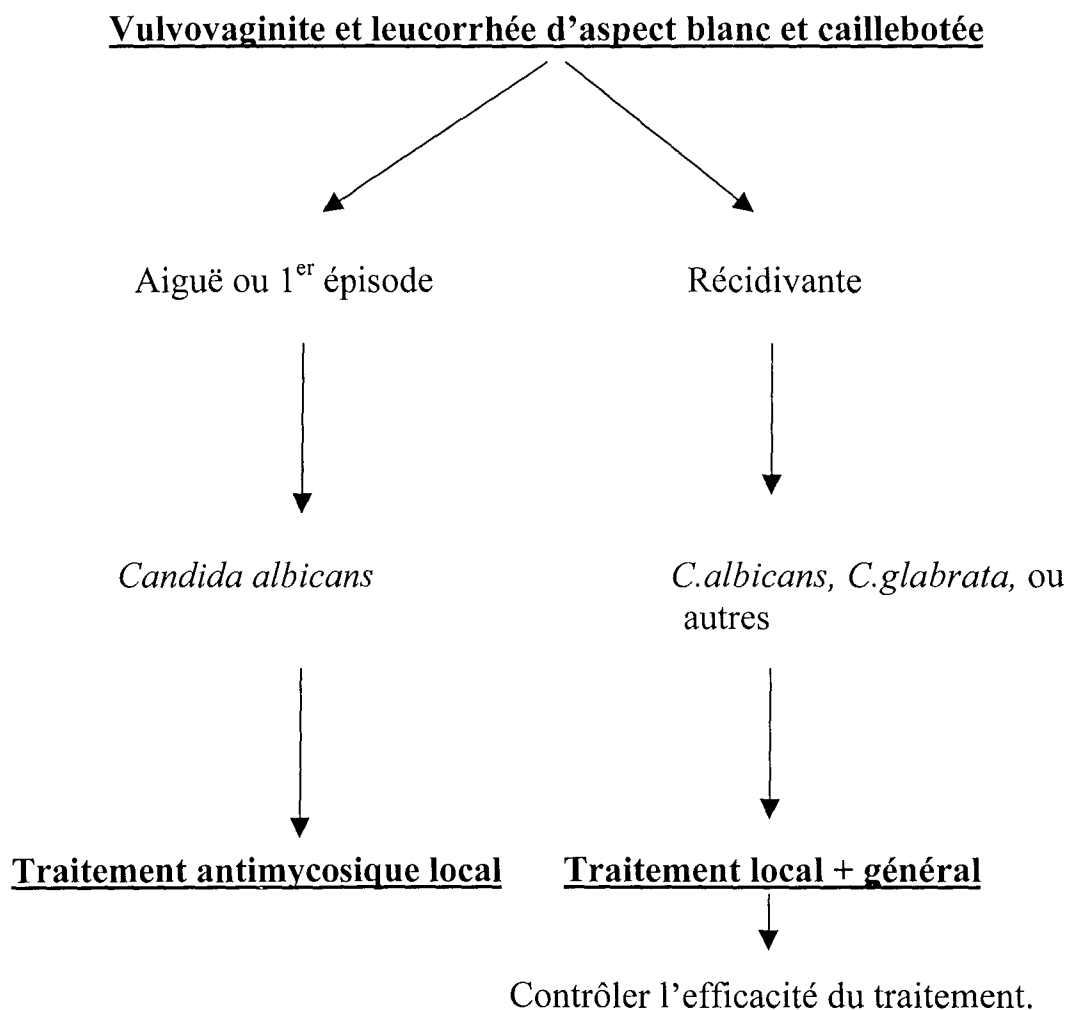 Vulvovaginite et leucorrhée d'aspect blanc et caillebotée
Aiguë ou 1er épisode
Récidivante
Candida albicans
C.albicans, C.glabrata, ou
autres
Traitement antimycosique local
Traitement local + général
Contrôler l'efficacité du traitement.